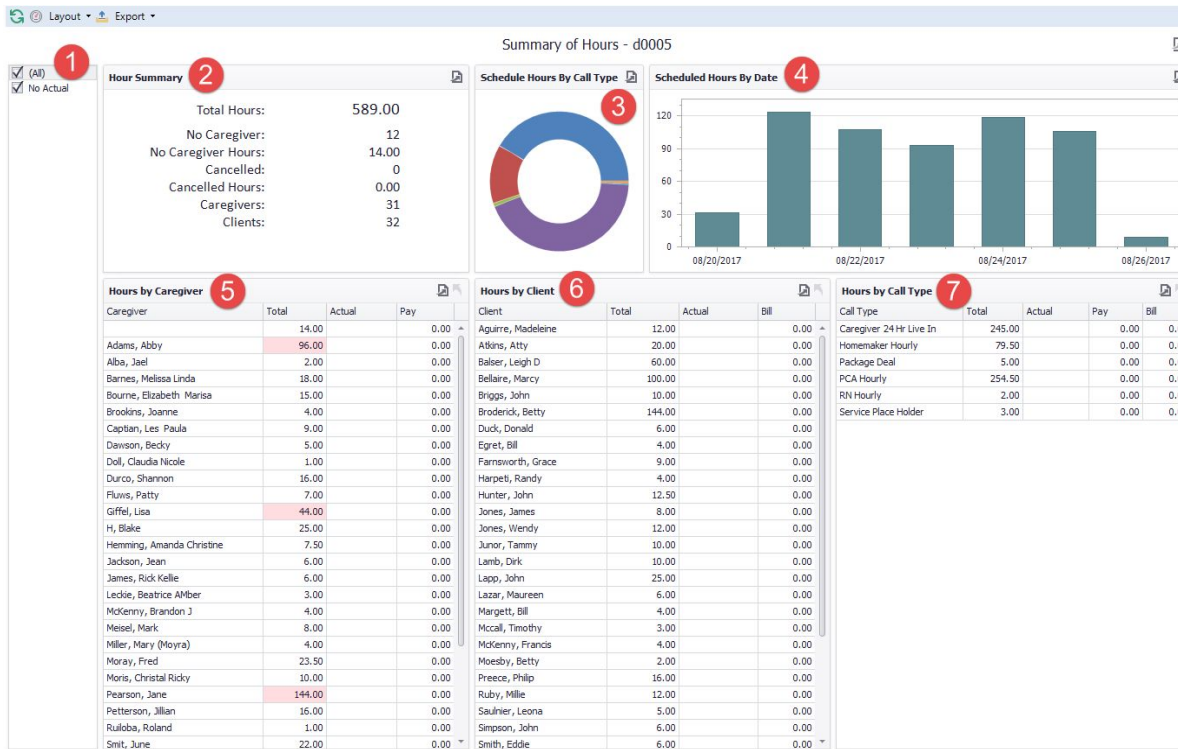 Layout Export
Summary of Hours - d0005
(All)
No Actual
1
Hour Summary 2
Total Hours: 589.00
No Caregiver: 12
No Caregiver Hours: 14.00
Cancelled: 0
Cancelled Hours: 0.00
Caregivers: 31
Clients: 32
Schedule Hours By Call Type
3
Scheduled Hours By Date 4
120
90
60
30
0
08/20/2017 08/22/2017 08/24/2017 08/26/2017
Hours by Caregiver 5
Caregiver Total Actual Pay
14.00 0.00
Adams, Abby 96.00 0.00
Alba, Jael 2.00 0.00
Barnes, Melissa Linda 18.00 0.00
Bourne, Elizabeth Marisa 15.00 0.00
Brookins, Joanne 4.00 0.00
Captian, Les Paula 9.00 0.00
Dawson, Becky 5.00 0.00
Doll, Claudia Nicole 1.00 0.00
Durco, Shannon 16.00 0.00
Fluws, Patty 7.00 0.00
Giffel, Lisa 44.00 0.00
H, Blake 25.00 0.00
Hemming, Amanda Christine 7.50 0.00
Jackson, Jean 6.00 0.00
James, Rick Kellie 6.00 0.00
Leckie, Beatrice AMber 3.00 0.00
McKenny, Brandon J 4.00 0.00
Meisel, Mark 8.00 0.00
Miller, Mary (Moyra) 4.00 0.00
Moray, Fred 23.50 0.00
Moris, Christal Ricky 10.00 0.00
Pearson, Jane 144.00 0.00
Petterson, Jillian 16.00 0.00
Ruiloba, Roland 1.00 0.00
Smit, June 22.00 0.00
Hours by Client 6
Client Total Actual Bill
Aguirre, Madeleine 12.00 0.00
Atkins, Atty 20.00 0.00
Balser, Leigh D 60.00 0.00
Bellaire, Marcy 100.00 0.00
Briggs, John 10.00 0.00
Broderick, Betty 144.00 0.00
Duck, Donald 6.00 0.00
Egret, Bill 4.00 0.00
Farnsworth, Grace 9.00 0.00
Harpeti, Randy 4.00 0.00
Hunter, John 12.50 0.00
Jones, James 8.00 0.00
Jones, Wendy 12.00 0.00
Junor, Tammy 10.00 0.00
Lamb, Dirk 10.00 0.00
Lapp, John 25.00 0.00
Lazar, Maureen 6.00 0.00
Margett, Bill 4.00 0.00
Mccall, Timothy 3.00 0.00
McKenny, Francis 4.00 0.00
Moesby, Betty 2.00 0.00
Preece, Philip 16.00 0.00
Ruby, Millie 12.00 0.00
Saulnier, Leona 5.00 0.00
Simpson, John 6.00 0.00
Smith, Eddie 6.00 0.00
Hours by Call Type 7
Call Type Total Actual Pay Bill
Caregiver 24 Hr Live In 245.00 0.00 0.
Homemaker Hourly 79.50 0.00 0.
Package Deal 5.00 0.00 0.
PCA Hourly 254.50 0.00 0.
RN Hourly 2.00 0.00 0.
Service Place Holder 3.00 0.00 0.